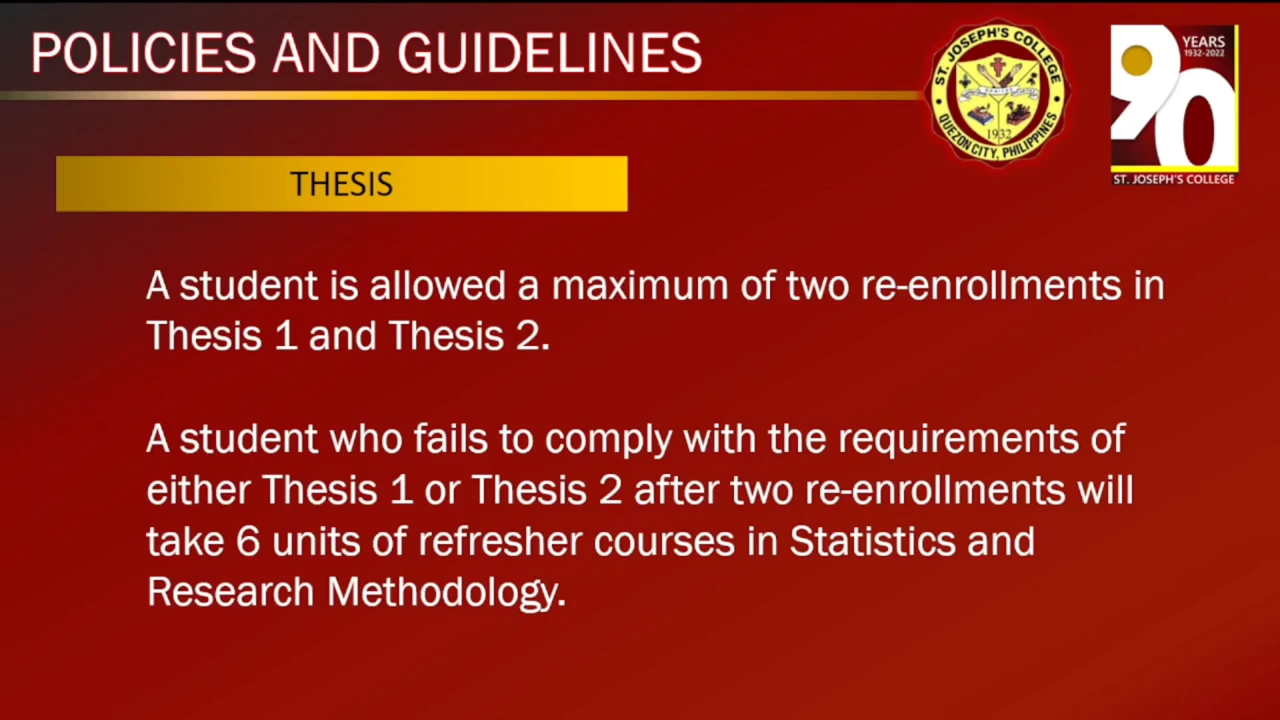 POLICIES AND GUIDELINES
ST. JOSEPH'S COLLEGE
QUEZON CITY, PHILIPPINES
1932
90
YEARS
1932-2022
ST. JOSEPH'S COLLEGE
THESIS
A student is allowed a maximum of two re-enrollments in
Thesis 1 and Thesis 2.
A student who fails to comply with the requirements of
either Thesis 1 or Thesis 2 after two re-enrollments will
take 6 units of refresher courses in Statistics and
Research Methodology.